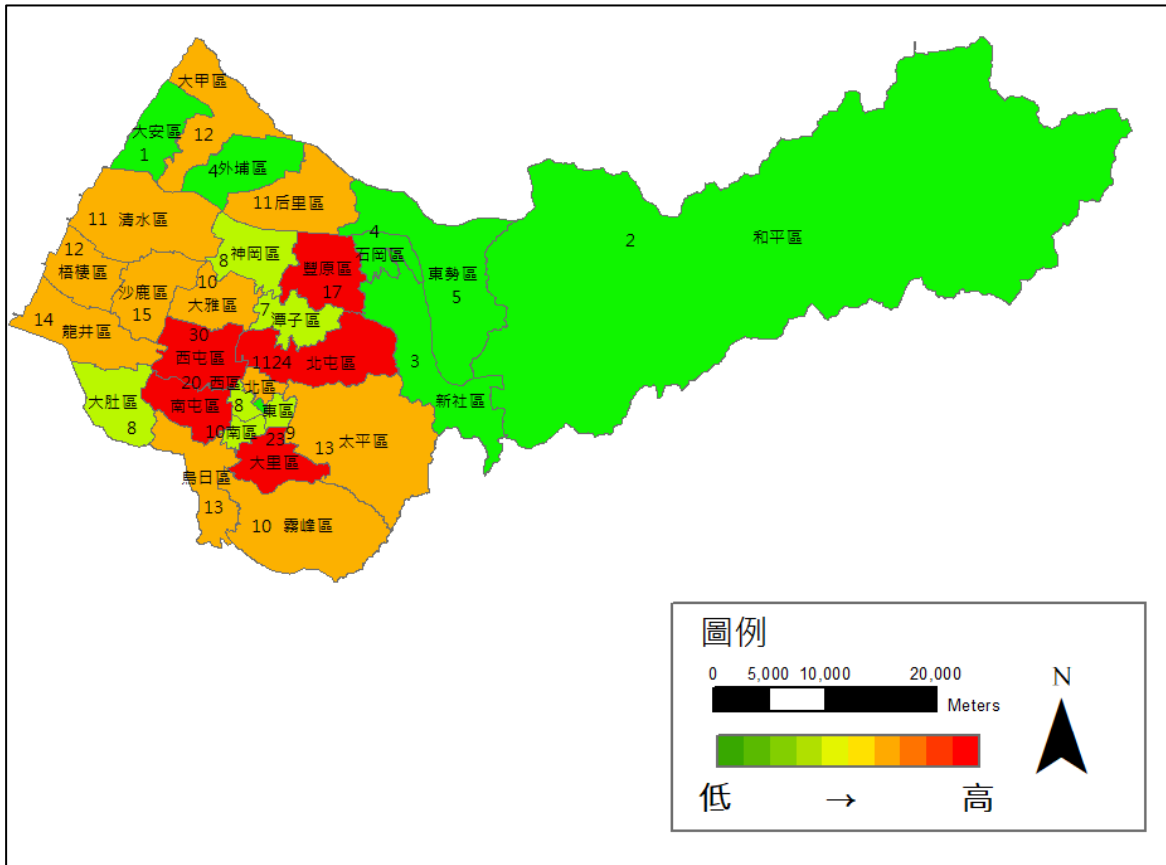 大甲區
大安區
12
1
4外埔區
11后里區
11 清水區
4
12
神岡區
8
豐原區
石岡區
2
和平區
梧棲區
10
東勢區
沙鹿區
17
5
大雅區
7
潭子區
15
14
龍井區
30
西屯區
1124 北屯區
3
20 西區
北區
大肚區
南屯區
8
東區
新社區
8
10南區
239
13
太平區
大里區
烏日區
13
10 霧峰區
圖例
0 5,000 10,000 20,000
Meters
N
低 → 高